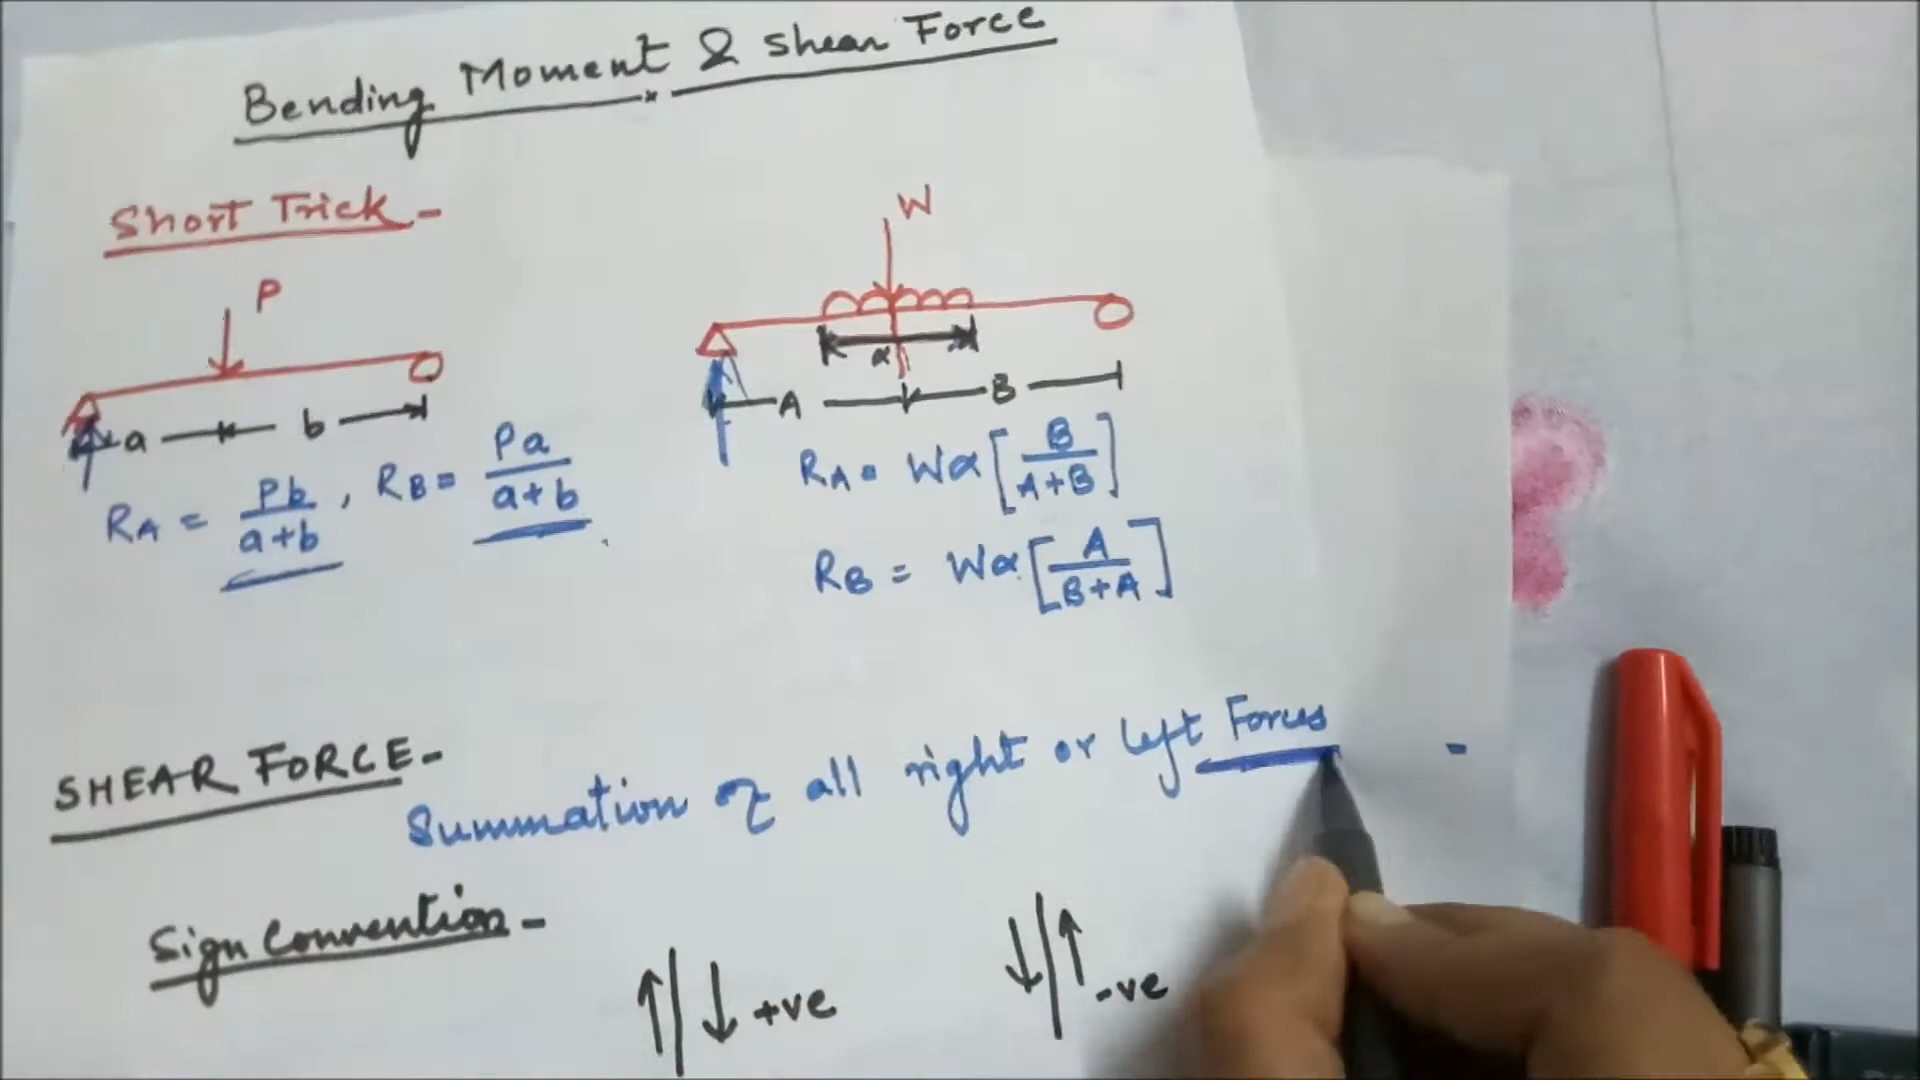 Bending Moment & Shear Force
Short Trick -
P
a b
RA = Pb/a+b, RB = Pa/a+b
W
α
A B
RA = Wα [B/A+B]
RB = Wα [A/B+A]
SHEAR FORCE -
Summation of all right or left Forces -
Sign Convention -
↑|↓ +ve
↓|↑ -ve